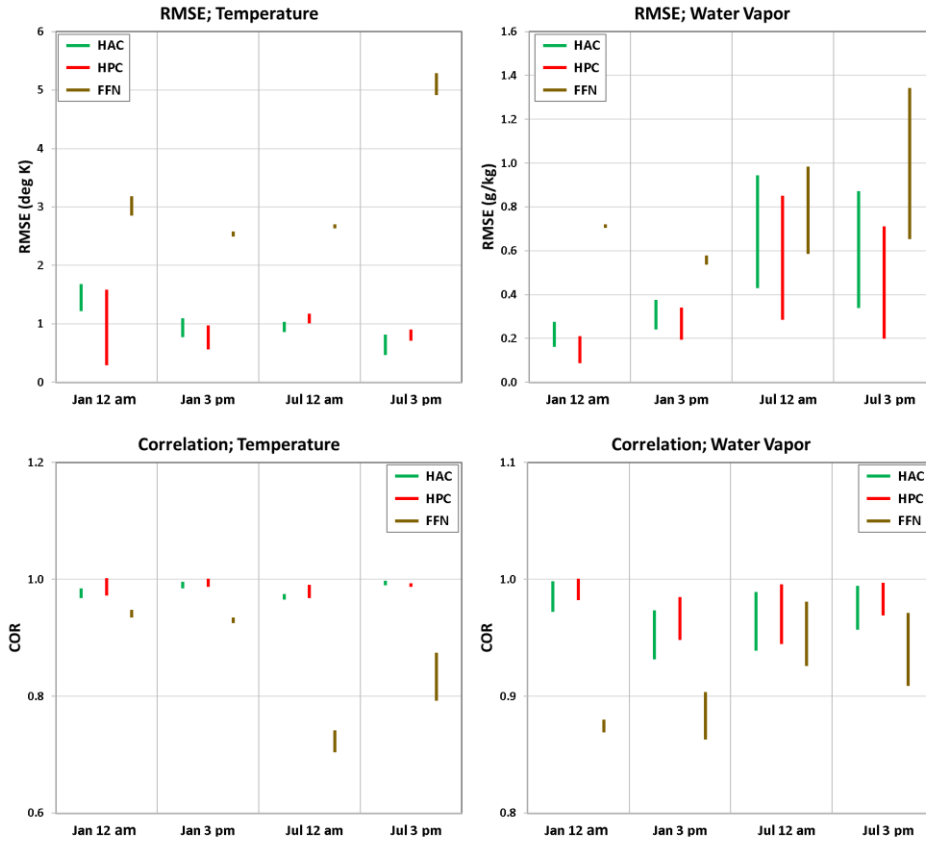 RMSE; Temperature
HAC
HPC
FFN
6
5
4
3
2
1
0
RMSE (deg K)
Jan 12 am
Jan 3 pm
Jul 12 am
Jul 3 pm
RMSE; Water Vapor
HAC
HPC
FFN
1.6
1.4
1.2
1.0
0.8
0.6
0.4
0.2
0.0
RMSE (g/kg)
Jan 12 am
Jan 3 pm
Jul 12 am
Jul 3 pm
Correlation; Temperature
HAC
HPC
FFN
1.2
1.0
0.8
0.6
COR
Jan 12 am
Jan 3 pm
Jul 12 am
Jul 3 pm
Correlation; Water Vapor
HAC
HPC
FFN
1.1
1.0
0.9
0.8
COR
Jan 12 am
Jan 3 pm
Jul 12 am
Jul 3 pm